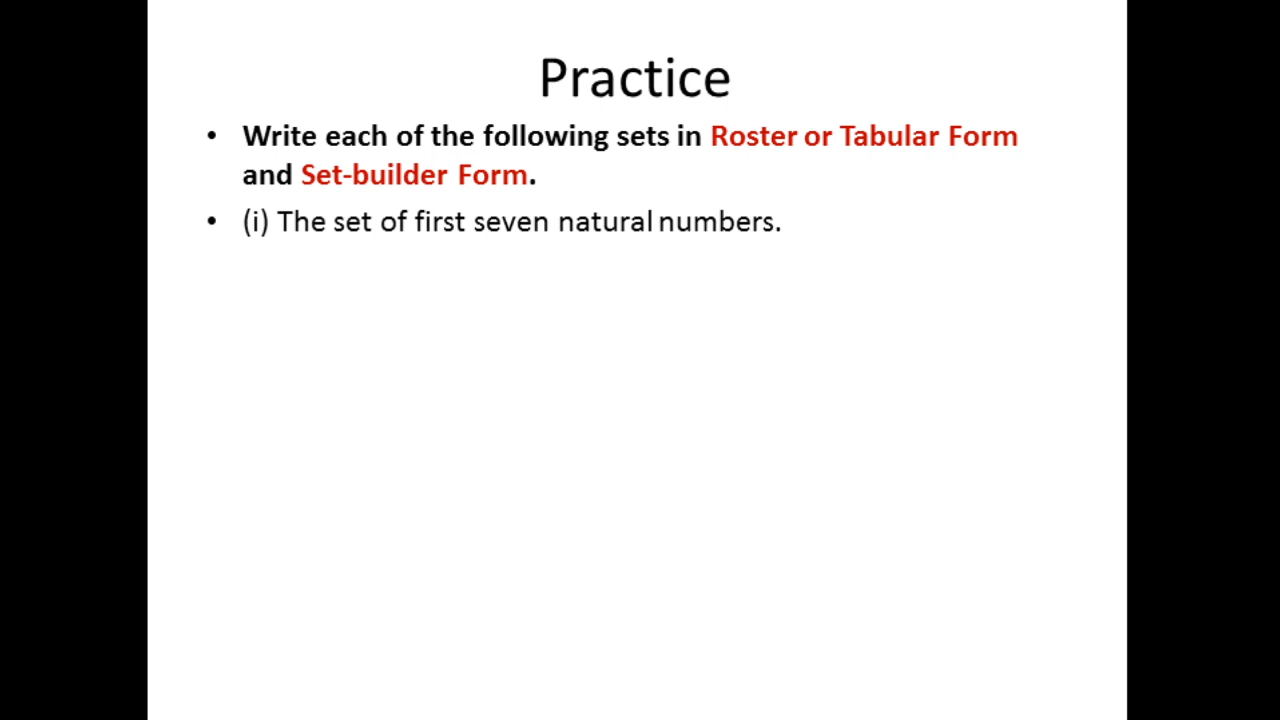 Practice
• Write each of the following sets in Roster or Tabular Form
and Set-builder Form.
• (i) The set of first seven natural numbers.